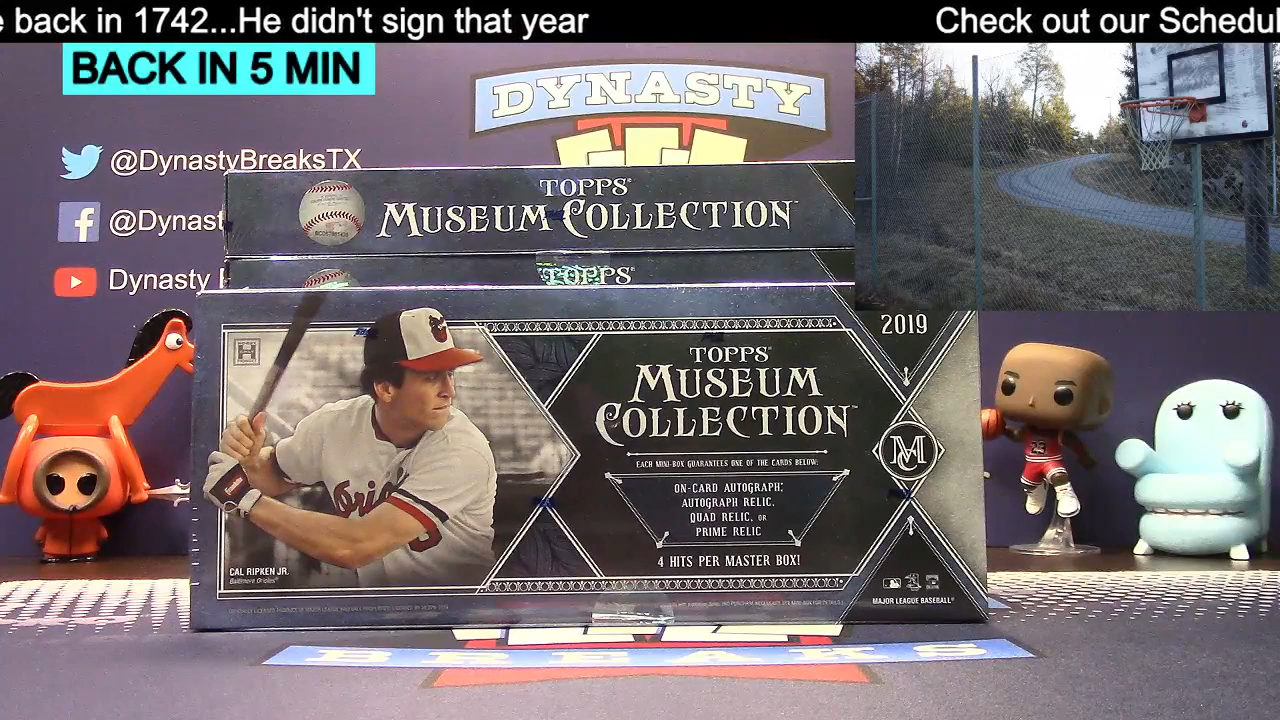 e back in 1742...He didn't sign that year
Check out our Schedul
BACK IN 5 MIN
DYNASTY
@DynastyBreaksTX
@Dynast
Dynasty
TOPPS
MUSEUM COLLECTION
TOPPS
2019
TOPPS
MUSEUM
COLLECTION™
EACH MINI-BOX GUARANTEES ONE OF THE CARDS BELOW:
ON-CARD AUTOGRAPH,
AUTOGRAPH RELIC,
QUAD RELIC, OR
PRIME RELIC
4 HITS PER MASTER BOX!
MC
23
CAL RIPKEN JR.
Baltimore Orioles
MAJOR LEAGUE BASEBALL
BREAKS